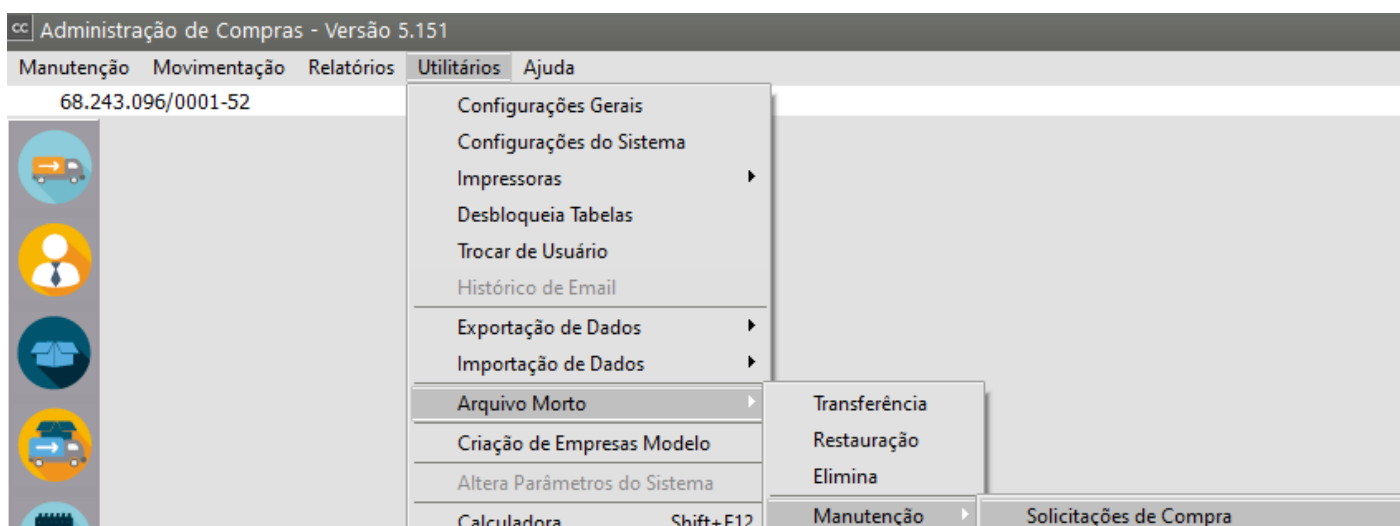 cc Administração de Compras - Versão 5.151
Manutenção Movimentação Relatórios Utilitários Ajuda
68.243.096/0001-52
Configurações Gerais
Configurações do Sistema
Impressoras
Desbloqueia Tabelas
Trocar de Usuário
Histórico de Email
Exportação de Dados
Importação de Dados
Arquivo Morto
Criação de Empresas Modelo
Altera Parâmetros do Sistema
Calculadora Shift+F12
Transferência
Restauração
Elimina
Manutenção
Solicitações de Compra